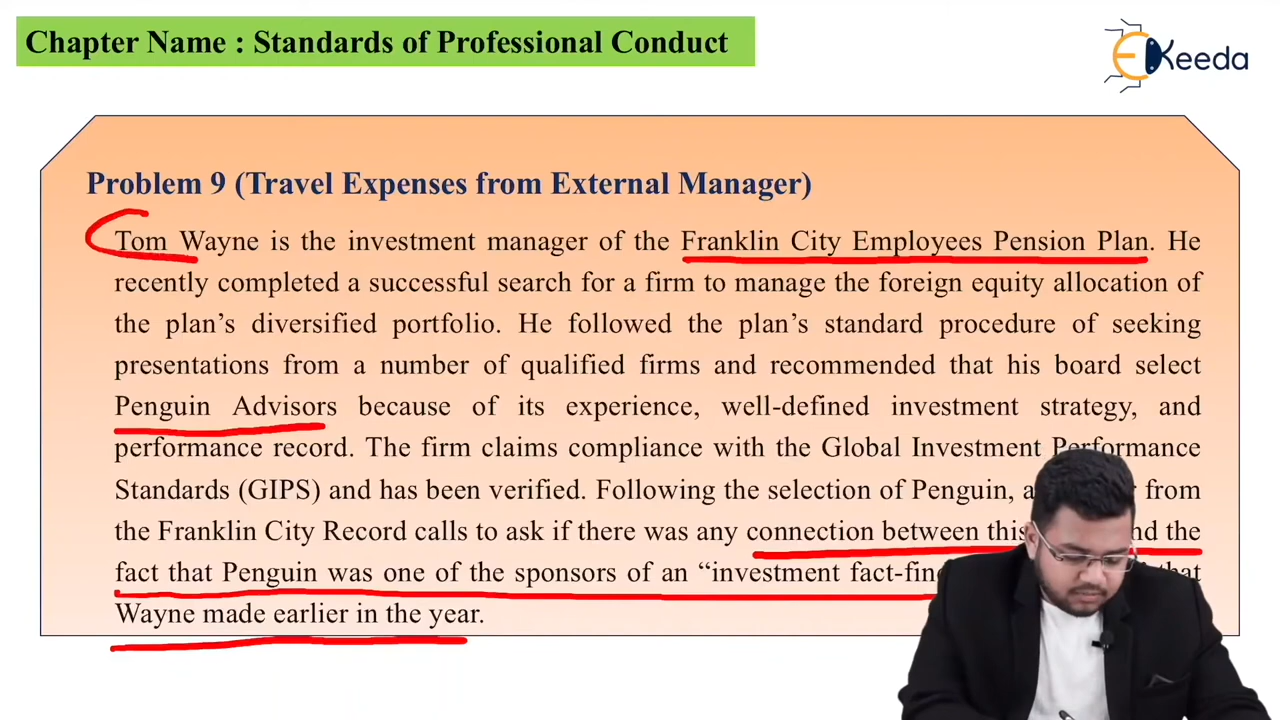 Chapter Name : Standards of Professional Conduct
EKeeda
Problem 9 (Travel Expenses from External Manager)
Tom Wayne is the investment manager of the Franklin City Employees Pension Plan. He
recently completed a successful search for a firm to manage the foreign equity allocation of
the plan's diversified portfolio. He followed the plan's standard procedure of seeking
presentations from a number of qualified firms and recommended that his board select
Penguin Advisors because of its experience, well-defined investment strategy, and
performance record. The firm claims compliance with the Global Investment Performance
Standards (GIPS) and has been verified. Following the selection of Penguin, a from
the Franklin City Record calls to ask if there was any connection between this and the
fact that Penguin was one of the sponsors of an “investment that
Wayne made earlier in the year.